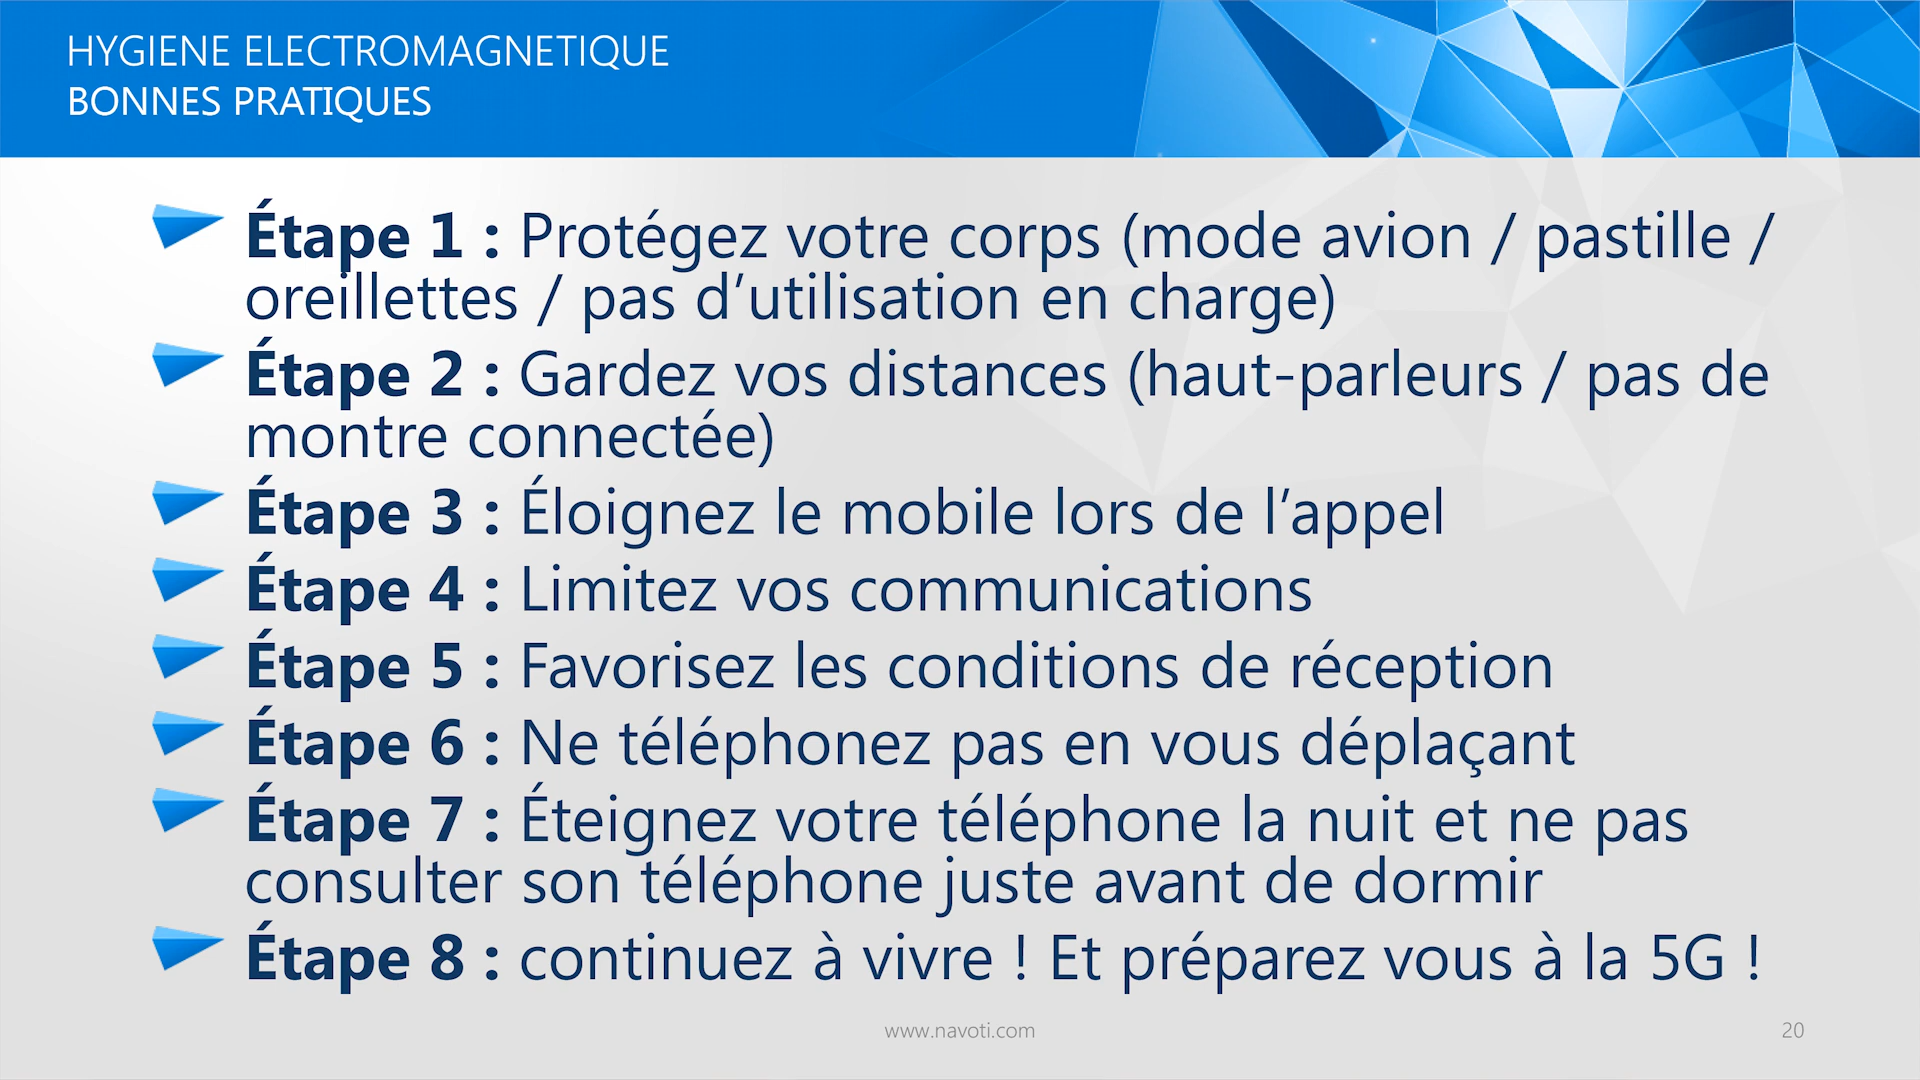 HYGIENE ELECTROMAGNETIQUE
BONNES PRATIQUES
Étape 1 : Protégez votre corps (mode avion / pastille /
oreillettes / pas d’utilisation en charge)
Étape 2 : Gardez vos distances (haut-parleurs / pas de
montre connectée)
Étape 3 : Éloignez le mobile lors de l’appel
Étape 4 : Limitez vos communications
Étape 5 : Favorisez les conditions de réception
Étape 6 : Ne téléphonez pas en vous déplaçant
Étape 7 : Éteignez votre téléphone la nuit et ne pas
consulter son téléphone juste avant de dormir
Étape 8 : continuez à vivre ! Et préparez vous à la 5G !
www.navoti.com
20